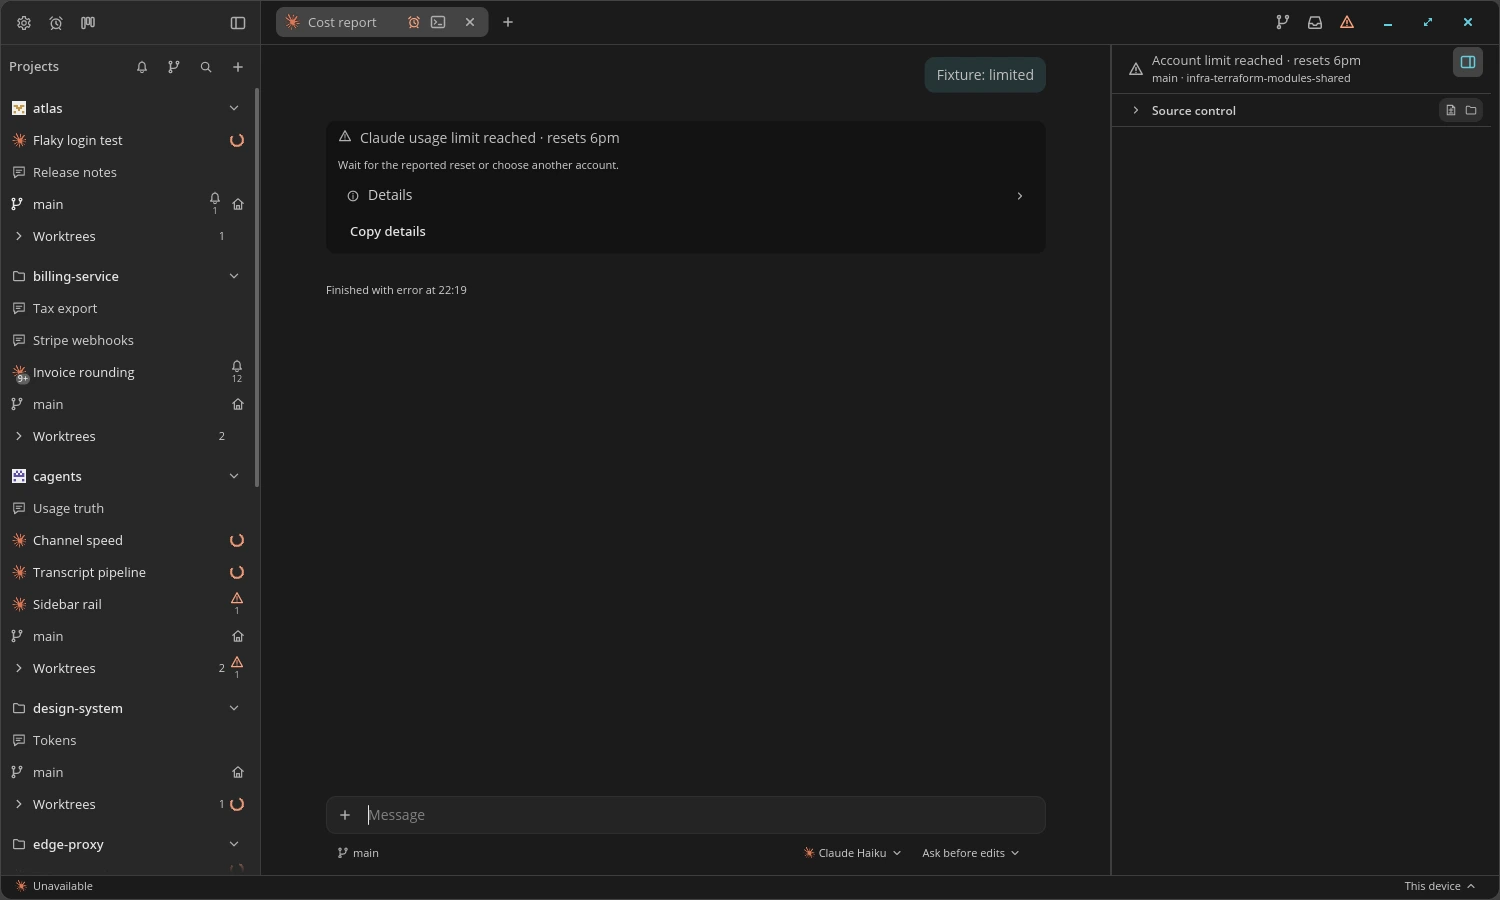 Cost report
Projects
atlas
Flaky login test
Release notes
main
1
Worktrees
1
billing-service
Tax export
Stripe webhooks
Invoice rounding
9+
12
main
Worktrees
2
cagents
Usage truth
Channel speed
Transcript pipeline
Sidebar rail
1
main
Worktrees
2
1
design-system
Tokens
main
Worktrees
1
edge-proxy
Unavailable
Fixture: limited
Claude usage limit reached · resets 6pm
Wait for the reported reset or choose another account.
Details
Copy details
Finished with error at 22:19
Message
main
Claude Haiku
Ask before edits
Account limit reached · resets 6pm
main · infra-terraform-modules-shared
Source control
This device